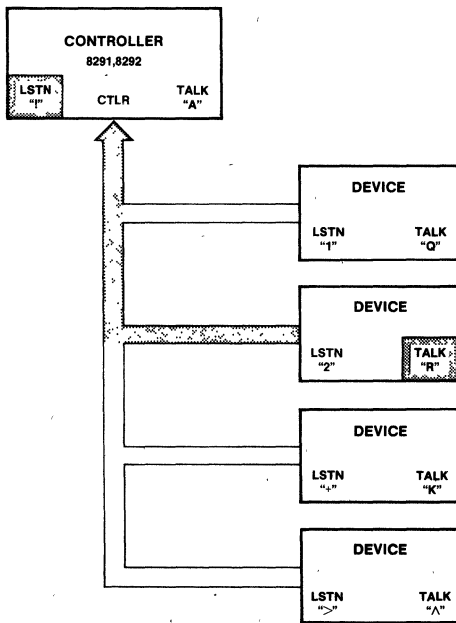 CONTROLLER
8291,8292
LSTN CTLR TALK
"!" "A"
DEVICE
LSTN TALK
"1" "Q"
DEVICE
LSTN TALK
"2" "R"
DEVICE
LSTN TALK
"+" "K"
DEVICE
LSTN TALK
">" "^"